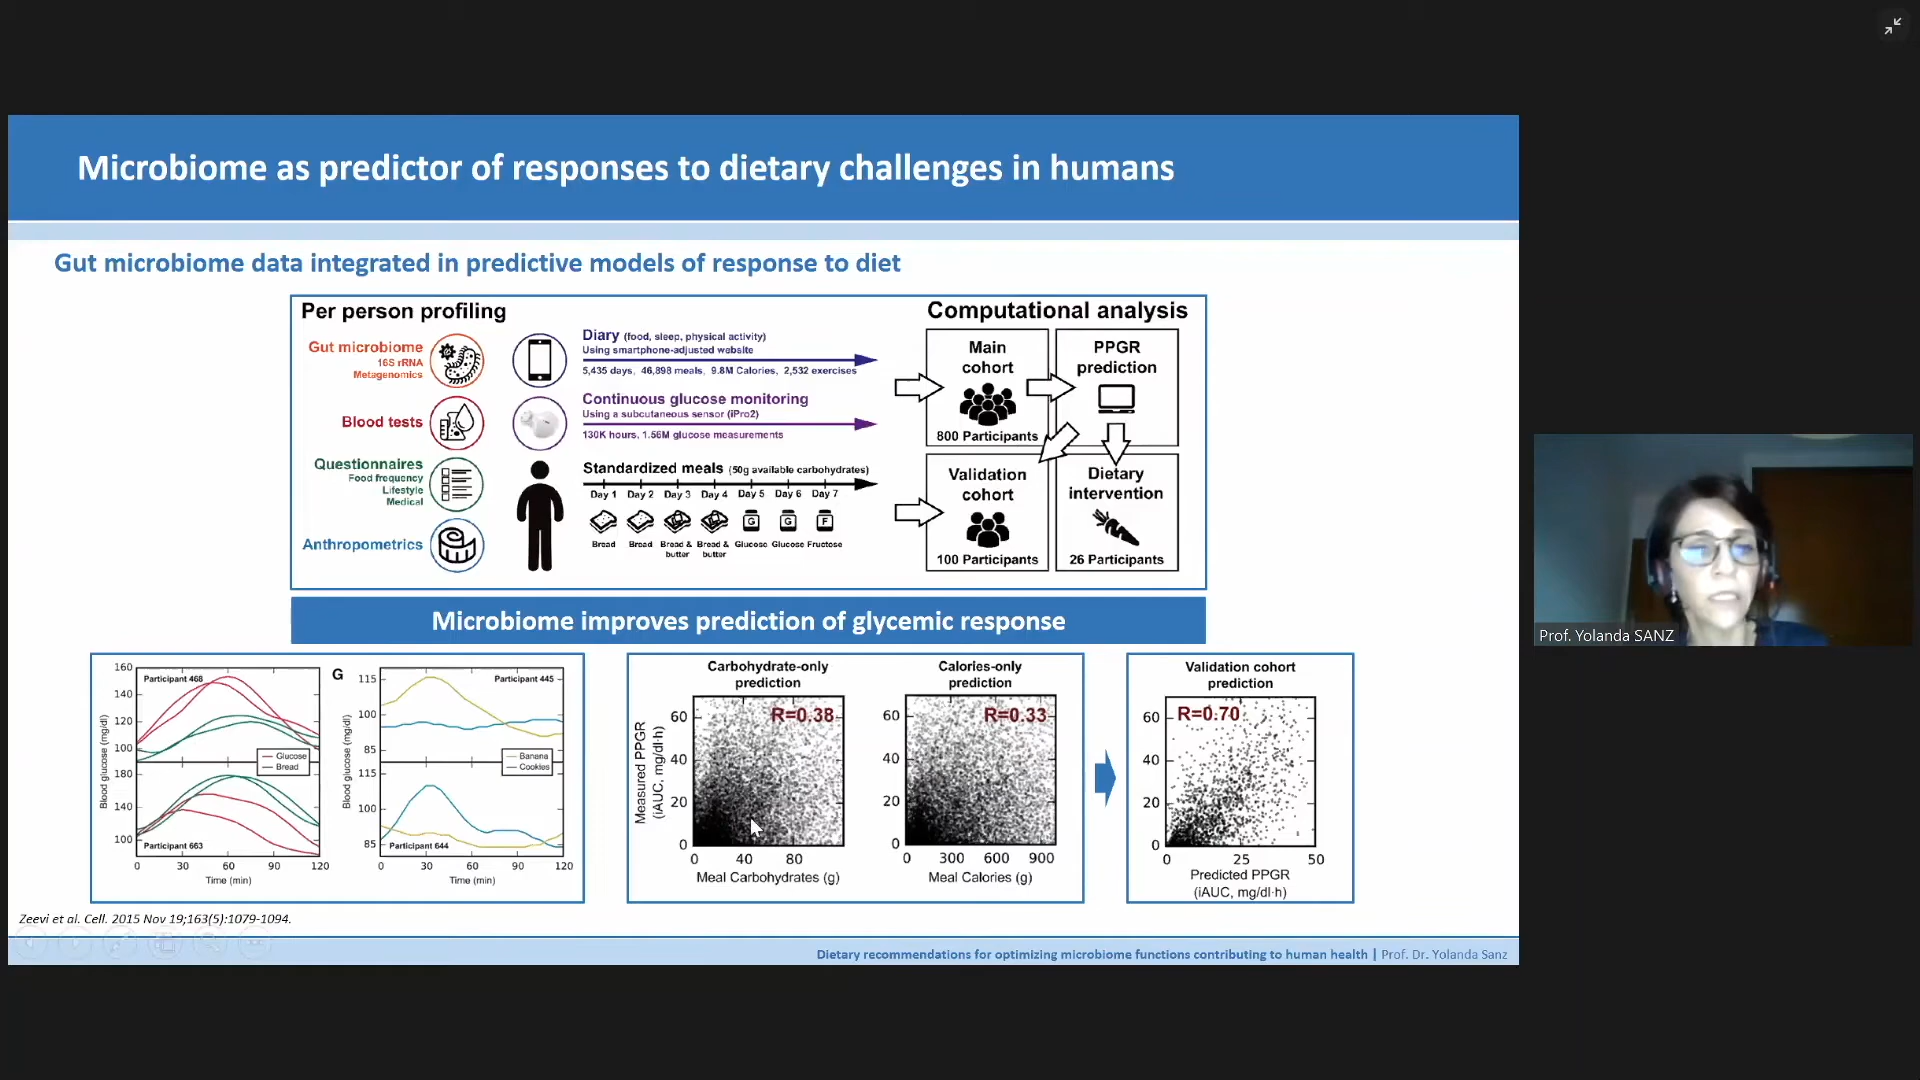 Microbiome as predictor of responses to dietary challenges in humans
Gut microbiome data integrated in predictive models of response to diet
Per person profiling
Gut microbiome
16S rRNA
Metagenomics
Blood tests
Questionnaires
Food frequency
Lifestyle
Medical
Anthropometrics
Diary (food, sleep, physical activity)
Using smartphone-adjusted website
5,435 days, 46,898 meals, 9.8M Calories, 2,532 exercises
Continuous glucose monitoring
Using a subcutaneous sensor (iPro2)
130K hours, 1.56M glucose measurements
Standardized meals (50g available carbohydrates)
Day 1 Day 2 Day 3 Day 4 Day 5 Day 6 Day 7
G G F
Bread Bread Bread & Bread & Glucose Glucose Fructose
butter butter
Computational analysis
Main
cohort
800 Participants
PPGR
prediction
Validation
cohort
100 Participants
Dietary
intervention
26 Participants
Microbiome improves prediction of glycemic response
Blood glucose (mg/dl)
160
140
120
100
180
140
100
Participant 468
Glucose
Bread
Participant 663
0 30 60 90 120
Time (min)
G
Blood glucose (mg/dl)
115
100
85
115
100
85
Participant 445
Banana
Cookies
Participant 644
0 30 60 90 120
Time (min)
Carbohydrate-only
prediction
R=0.38
Measured PPGR
(iAUC, mg/dl·h)
60
40
20
0
0 40 80
Meal Carbohydrates (g)
Calories-only
prediction
R=0.33
60
40
20
0
0 300 600 900
Meal Calories (g)
Validation cohort
prediction
R=0.70
60
40
20
0
0 25 50
Predicted PPGR
(iAUC, mg/dl·h)
Zeevi et al. Cell. 2015 Nov 19;163(5):1079-1094.
Dietary recommendations for optimizing microbiome functions contributing to human health | Prof. Dr. Yolanda Sanz
Prof. Yolanda SANZ